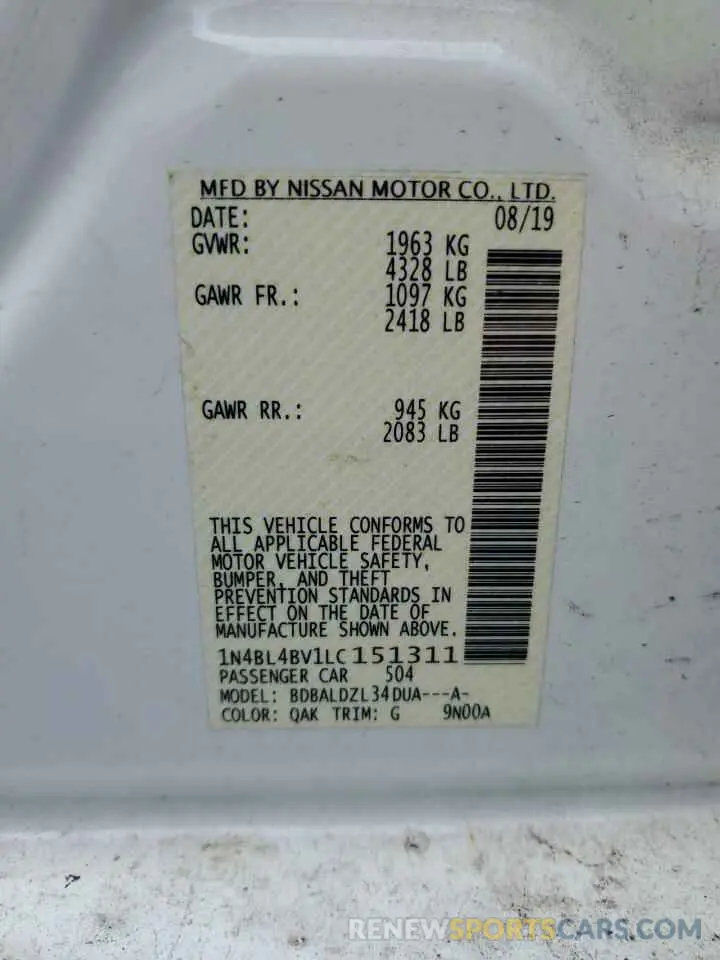 MFD BY NISSAN MOTOR CO., LTD.
DATE: 08/19
GVWR: 1963 KG
4328 LB
GAWR FR.: 1097 KG
2418 LB
GAWR RR.: 945 KG
2083 LB
THIS VEHICLE CONFORMS TO
ALL APPLICABLE FEDERAL
MOTOR VEHICLE SAFETY,
BUMPER, AND THEFT
PREVENTION STANDARDS IN
EFFECT ON THE DATE OF
MANUFACTURE SHOWN ABOVE.
1N4BL4BV1LC151311
PASSENGER CAR 504
MODEL: BDBALDZL34DUA---A-
COLOR: QAK TRIM: G 9N00A
RENEWSPORTSCARS.COM